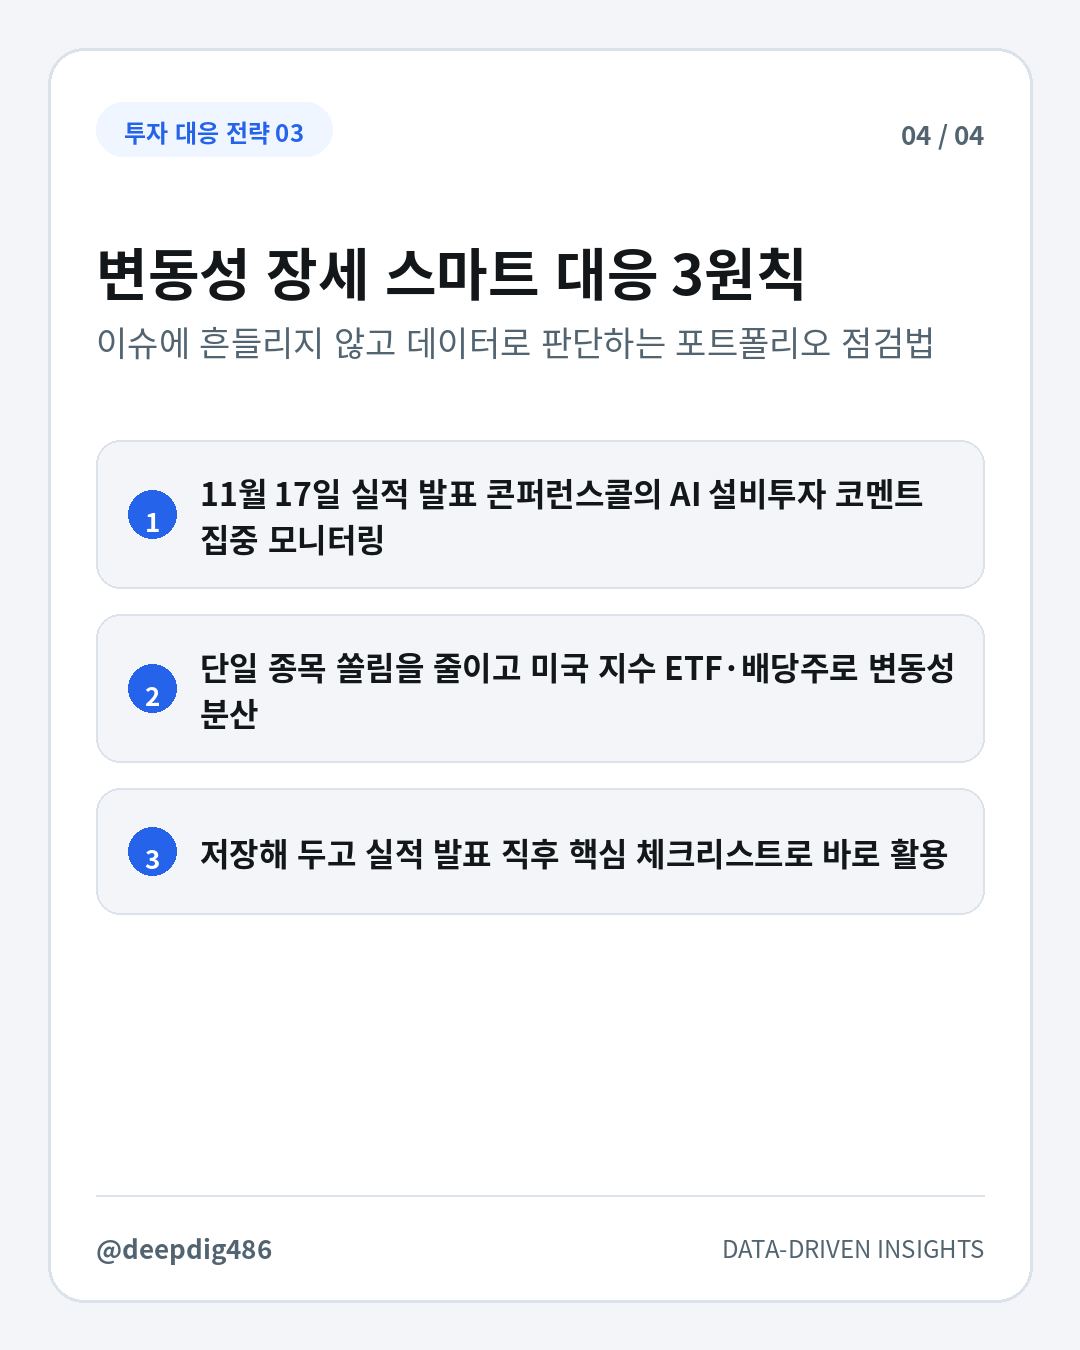 투자 대응 전략 03
04 / 04
변동성 장세 스마트 대응 3원칙
이슈에 흔들리지 않고 데이터로 판단하는 포트폴리오 점검법
1
11월 17일 실적 발표 콘퍼런스콜의 AI 설비투자 코멘트
집중 모니터링
2
단일 종목 쏠림을 줄이고 미국 지수 ETF·배당주로 변동성
분산
3
저장해 두고 실적 발표 직후 핵심 체크리스트로 바로 활용
@deepdig486
DATA-DRIVEN INSIGHTS